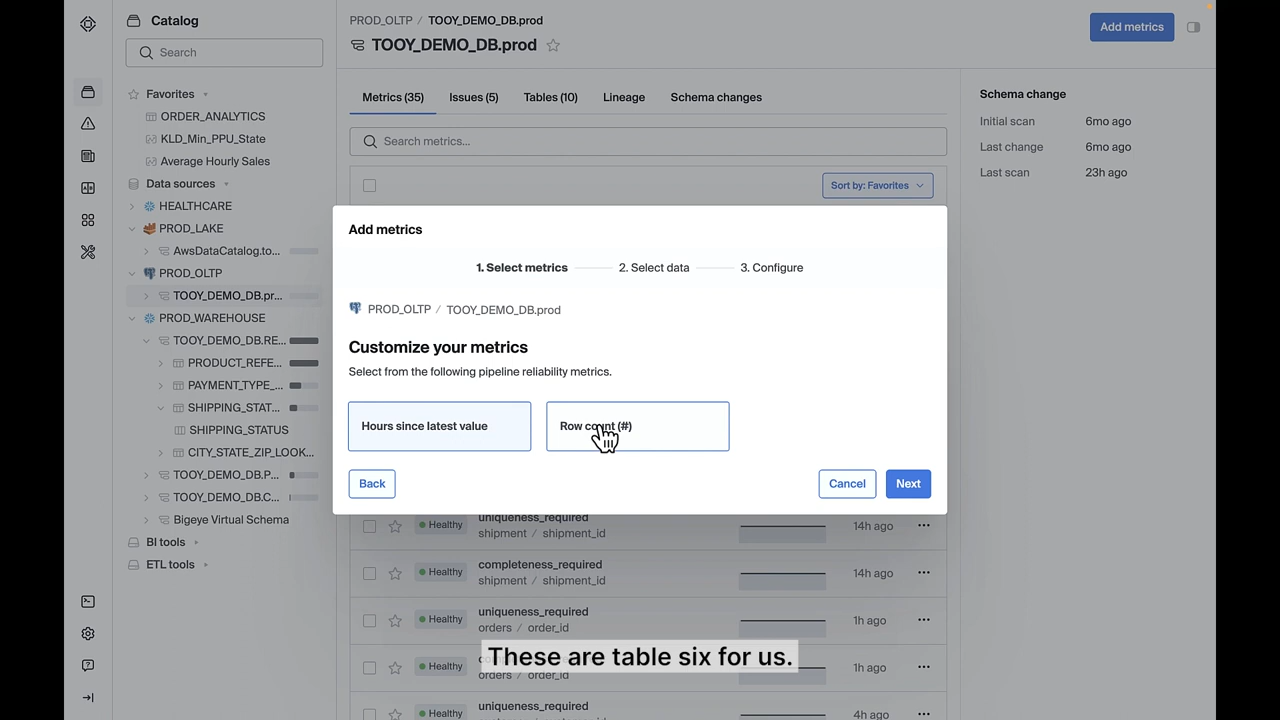 Catalog
Search
Favorites
ORDER_ANALYTICS
KLD_Min_PPU_State
Average Hourly Sales
Data sources
HEALTHCARE
PROD_LAKE
AwsDataCatalog.to...
PROD_OLTP
TOOY_DEMO_DB.pr...
PROD_WAREHOUSE
TOOY_DEMO_DB.RE...
PRODUCT_REFE...
PAYMENT_TYPE_...
SHIPPING_STAT...
SHIPPING_STATUS
CITY_STATE_ZIP_LOOK...
TOOY_DEMO_DB.P...
TOOY_DEMO_DB.C...
Bigeye Virtual Schema
BI tools
ETL tools
PROD_OLTP / TOOY_DEMO_DB.prod
TOOY_DEMO_DB.prod
Add metrics
Metrics (35) Issues (5) Tables (10) Lineage Schema changes
Search metrics...
Sort by: Favorites
Schema change
Initial scan 6mo ago
Last change 6mo ago
Last scan 23h ago
Add metrics
1. Select metrics 2. Select data 3. Configure
PROD_OLTP / TOOY_DEMO_DB.prod
Customize your metrics
Select from the following pipeline reliability metrics.
Hours since latest value Row count (#)
Back Cancel Next
Healthy uniqueness_required 14h ago
shipment / shipment_id
Healthy completeness_required 14h ago
shipment / shipment_id
Healthy uniqueness_required 1h ago
orders / order_id
Healthy 1h ago
orders / order_id
Healthy uniqueness_required 4h ago
These are table six for us.